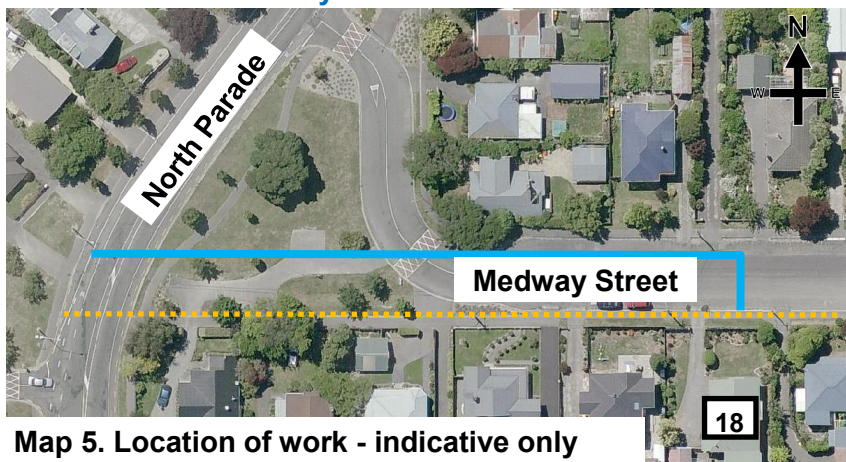 North Parade
N
W
E
Medway Street
18
Map 5. Location of work - indicative only